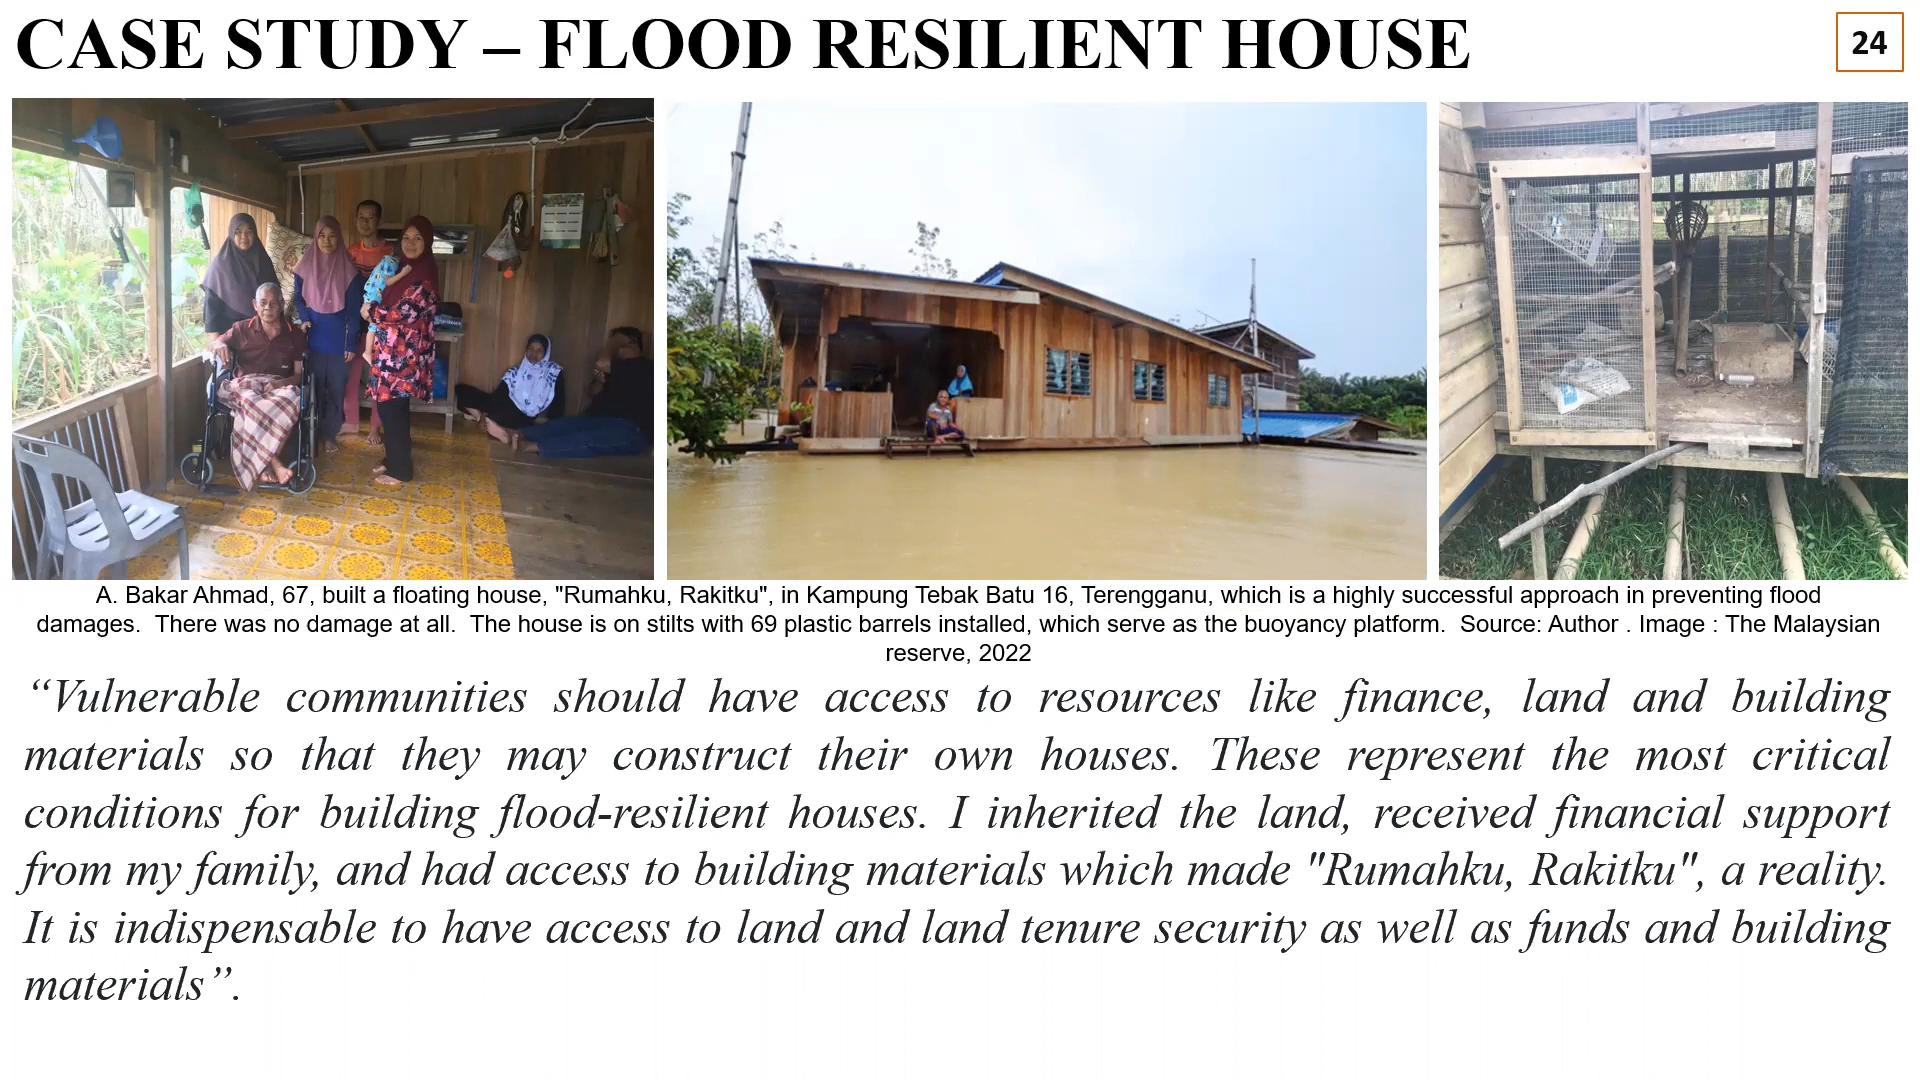 CASE STUDY – FLOOD RESILIENT HOUSE
24
A. Bakar Ahmad, 67, built a floating house, "Rumahku, Rakitku", in Kampung Tebak Batu 16, Terengganu, which is a highly successful approach in preventing flood
damages.  There was no damage at all.  The house is on stilts with 69 plastic barrels installed, which serve as the buoyancy platform.  Source: Author . Image : The Malaysian
reserve, 2022
“Vulnerable communities should have access to resources like finance, land and building
materials so that they may construct their own houses. These represent the most critical
conditions for building flood-resilient houses. I inherited the land, received financial support
from my family, and had access to building materials which made "Rumahku, Rakitku", a reality.
It is indispensable to have access to land and land tenure security as well as funds and building
materials”.